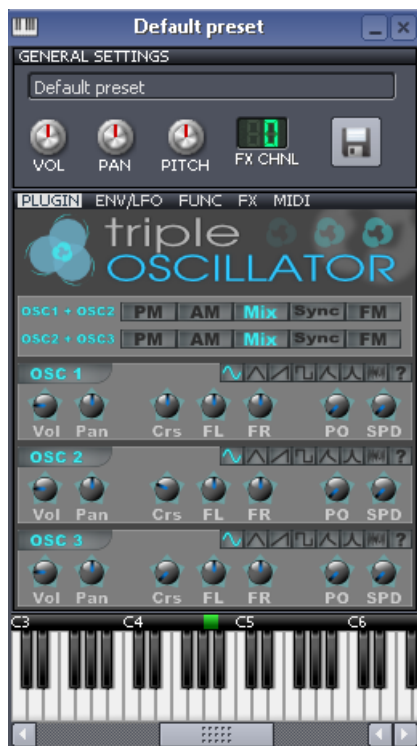 Default preset
GENERAL SETTINGS
Default preset
0
VOL PAN PITCH FX CHNL
PLUGIN ENV/LFO FUNC FX MIDI
triple
OSCILLATOR
OSC1 + OSC2 PM AM Mix Sync FM
OSC2 + OSC3 PM AM Mix Sync FM
OSC 1 ?
Vol Pan Crs FL FR PO SPD
OSC 2 ?
Vol Pan Crs FL FR PO SPD
OSC 3 ?
Vol Pan Crs FL FR PO SPD
C3 C4 C5 C6